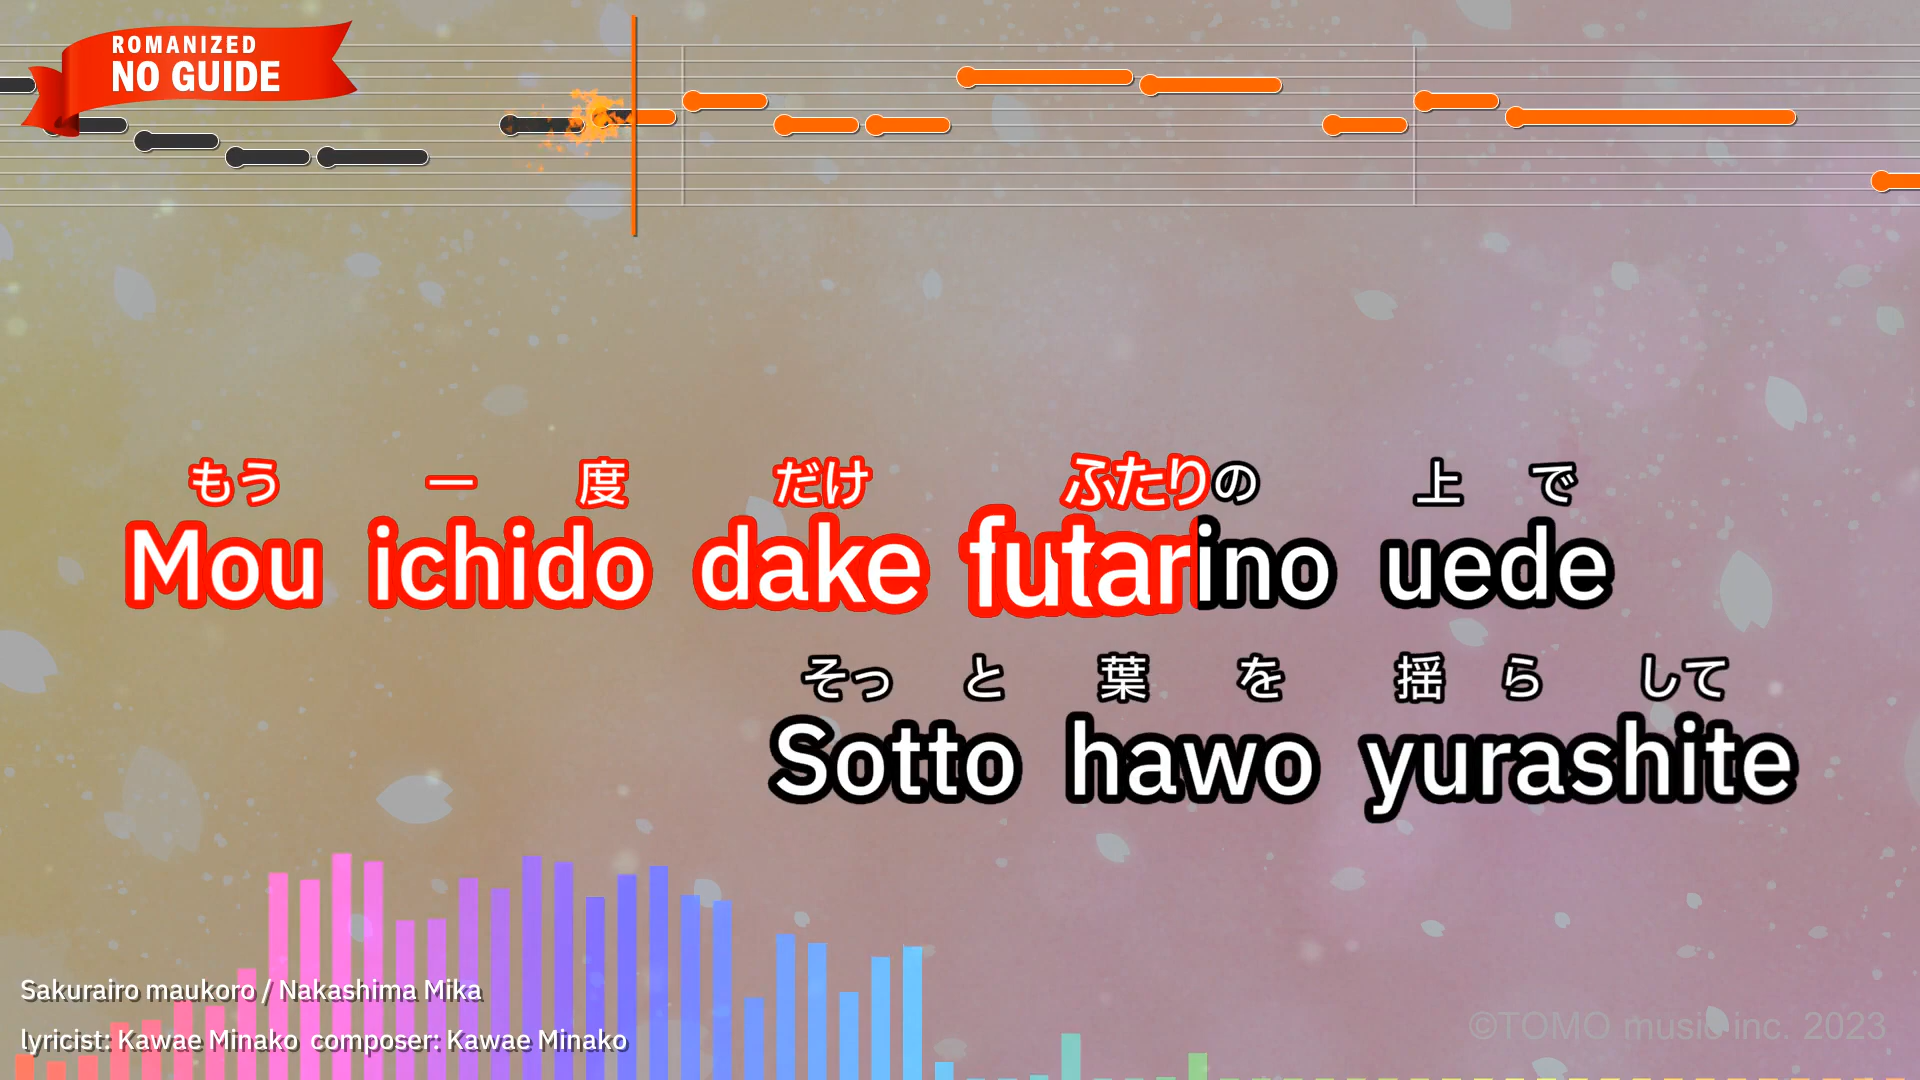 ROMANIZED
NO GUIDE
もう 一 度 だけ ふたりの 上 で
Mou ichido dake futarino uede
そっ と 葉 を 揺 ら して
Sotto hawo yurashite
Sakurairo maukoro / Nakashima Mika
lyricist: Kawae Minako composer: Kawae Minako
©TOMO music inc. 2023